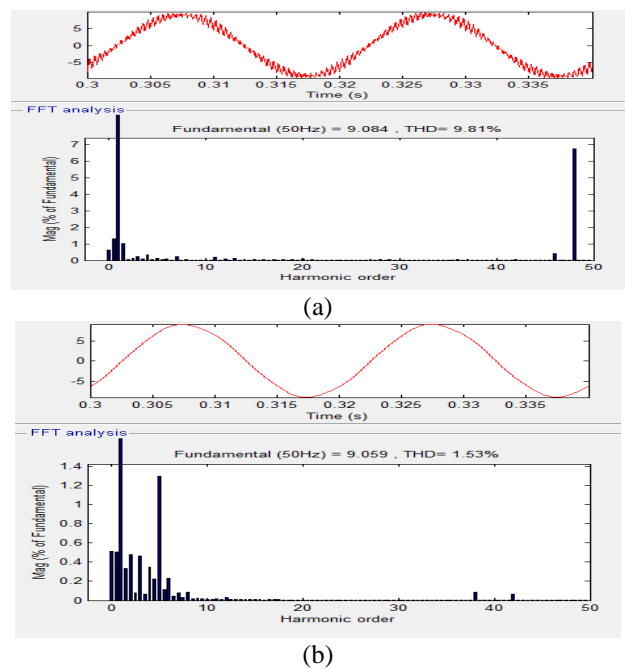 5
0
-5
0.3 0.305 0.31 0.315 0.32 0.325 0.33 0.335
Time (s)
FFT analysis
Fundamental (50Hz) = 9.084 , THD= 9.81%
7
6
5
4
3
2
1
0
Mag (% of Fundamental)
0 10 20 30 40 50
Harmonic order
(a)
5
0
-5
0.3 0.305 0.31 0.315 0.32 0.325 0.33 0.335
Time (s)
FFT analysis
Fundamental (50Hz) = 9.059 , THD= 1.53%
1.4
1.2
1
0.8
0.6
0.4
0.2
0
Mag (% of Fundamental)
0 10 20 30 40 50
Harmonic order
(b)